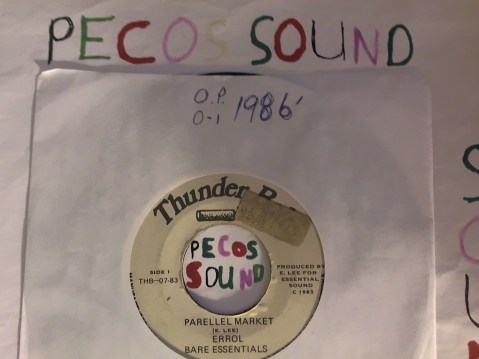 PECOS SOUND
O.P.
0-1 1986'
Thunder
PECOS
SOUND
SIDE 1
THB-07-83
PRODUCED BY
E. LEE FOR
ESSENTIAL
SOUND
C 1983
PARELLEL MARKET
(E. LEE)
ERROL
BARE ESSENTIALS
S
O
U